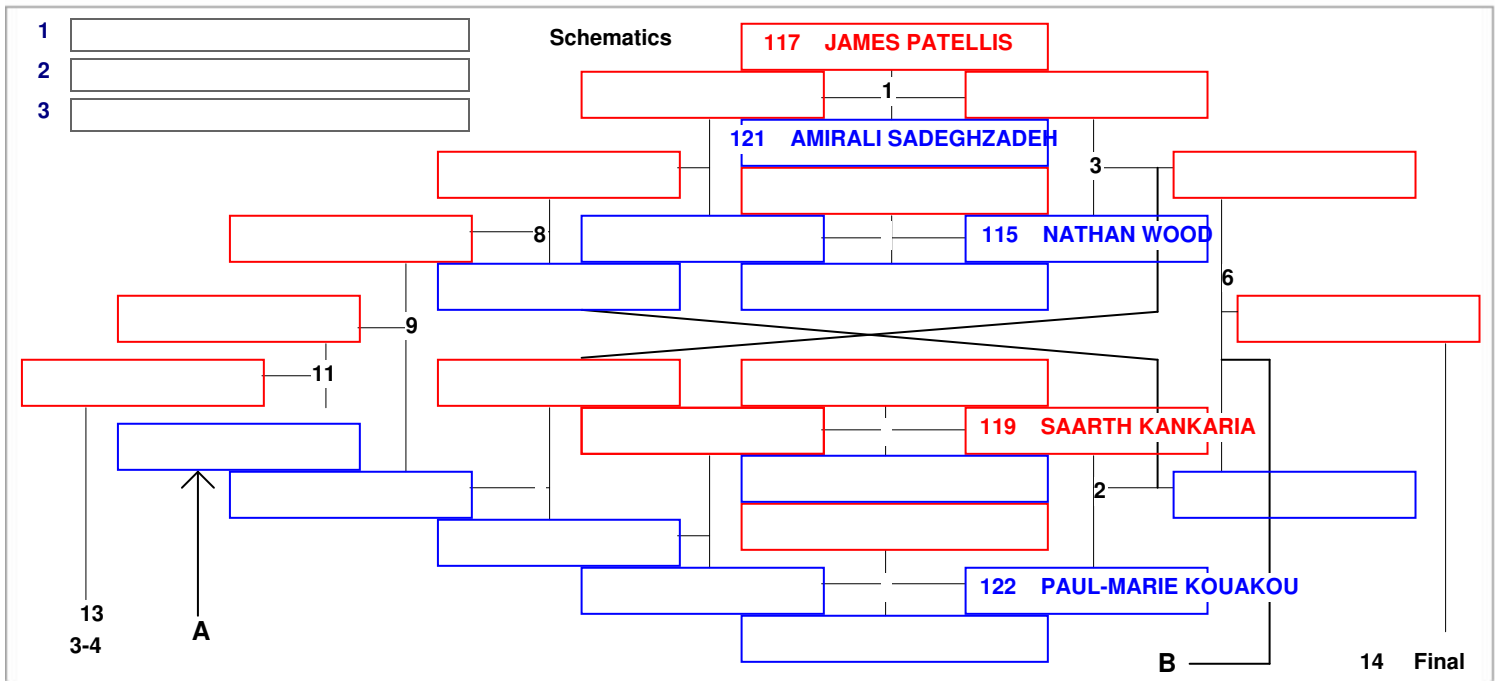 1
Schematics
117 JAMES PATELLIS
2
1
3
121 AMIRALI SADEGHZADEH
3
8
115 NATHAN WOOD
6
9
11
119 SAARTH KANKARIA
2
122 PAUL-MARIE KOUAKOU
13
A
3-4
B
14 Final